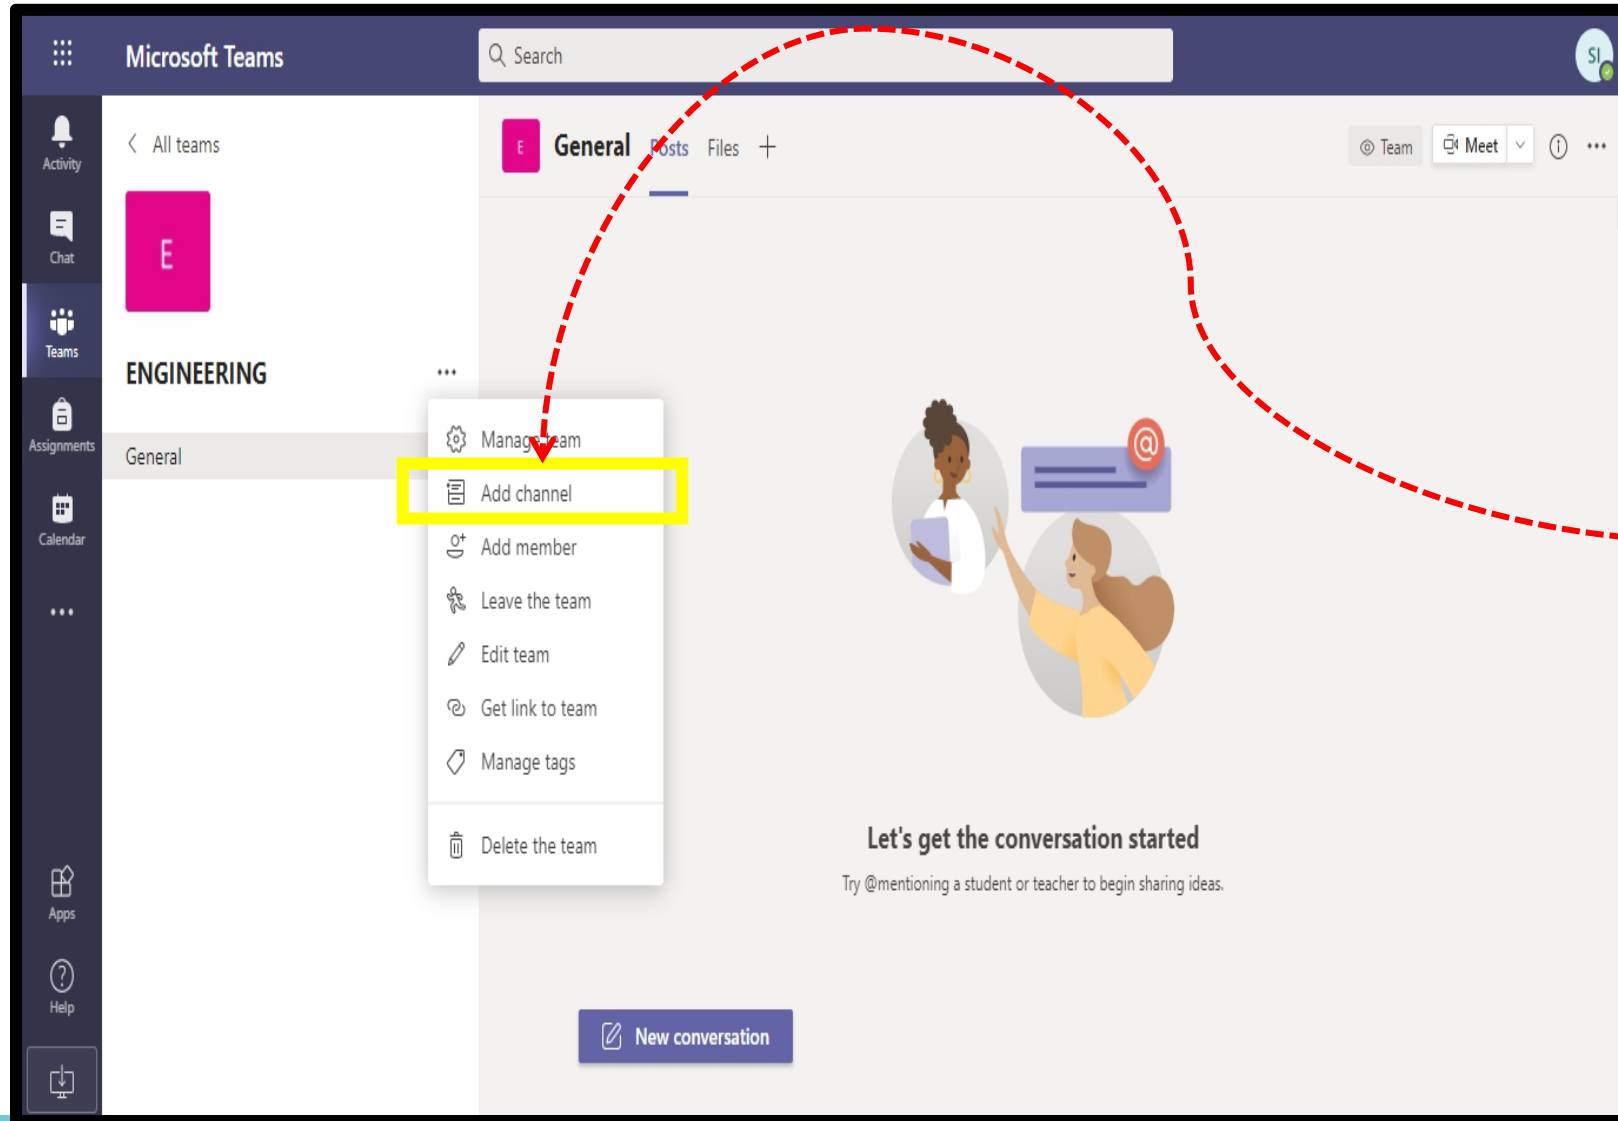 Microsoft Teams
Search
SI
Activity
Chat
Teams
Assignments
Calendar
Apps
Help
All teams
E
ENGINEERING
General
Manage team
Add channel
Add member
Leave the team
Edit team
Get link to team
Manage tags
Delete the team
E General Posts Files
Team Meet
@
Let's get the conversation started
Try @mentioning a student or teacher to begin sharing ideas.
New conversation